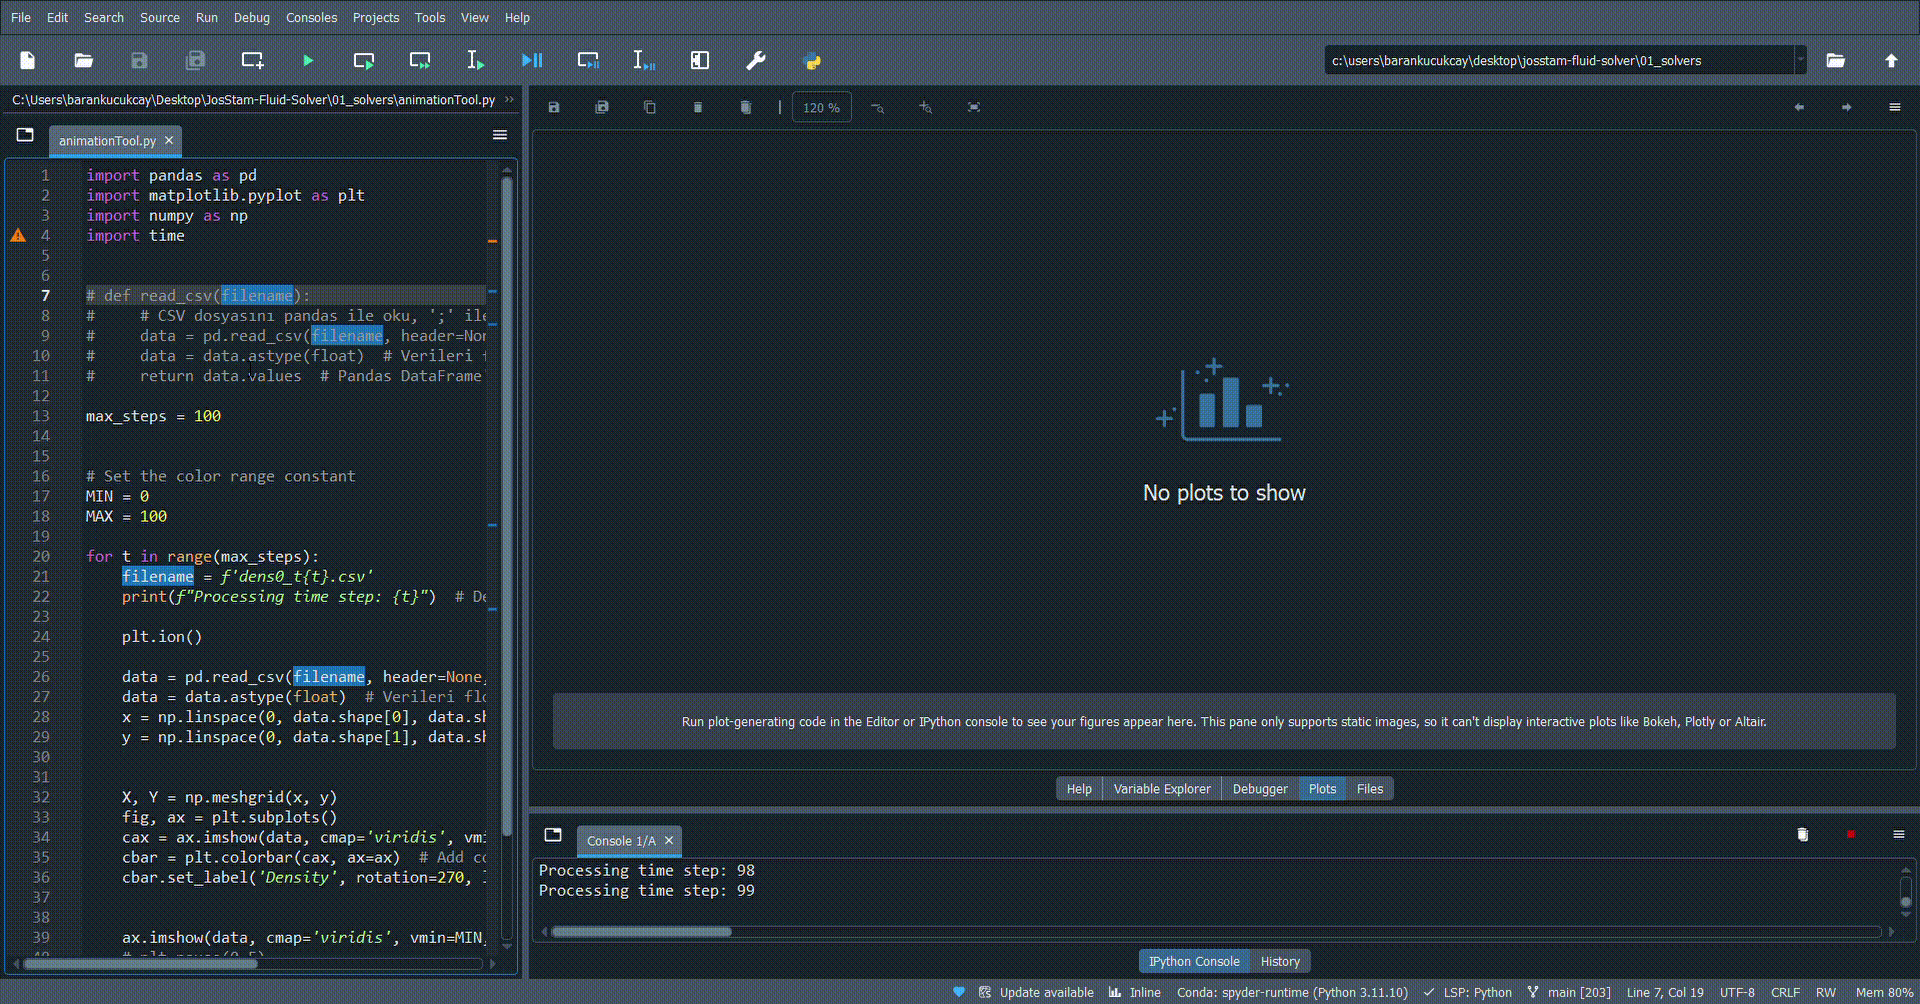 File Edit Search Source Run Debug Consoles Projects Tools View Help
c:\users\barankucukcay\desktop\josstam-fluid-solver\01_solvers
C:\Users\barankucukcay\Desktop\JosStam-Fluid-Solver\01_solvers\animationTool.py
animationTool.py
1 import pandas as pd
2 import matplotlib.pyplot as plt
3 import numpy as np
4 import time
5
6
7 # def read_csv(filename):
8 #     # CSV dosyasını pandas ile oku, ';' ile
9 #     data = pd.read_csv(filename, header=Non
10 #     data = data.astype(float)  # Verileri f
11 #     return data.values  # Pandas DataFrame'
12
13 max_steps = 100
14
15
16 # Set the color range constant
17 MIN = 0
18 MAX = 100
19
20 for t in range(max_steps):
21     filename = f'dens0_t{t}.csv'
22     print(f"Processing time step: {t}")  # De
23
24     plt.ion()
25
26     data = pd.read_csv(filename, header=None,
27     data = data.astype(float)  # Verileri flo
28     x = np.linspace(0, data.shape[0], data.sh
29     y = np.linspace(0, data.shape[1], data.sh
30
31
32     X, Y = np.meshgrid(x, y)
33     fig, ax = plt.subplots()
34     cax = ax.imshow(data, cmap='viridis', vmi
35     cbar = plt.colorbar(cax, ax=ax)  # Add co
36     cbar.set_label('Density', rotation=270, l
37
38
39     ax.imshow(data, cmap='viridis', vmin=MIN,
120 %
No plots to show
Run plot-generating code in the Editor or IPython console to see your figures appear here. This pane only supports static images, so it can't display interactive plots like Bokeh, Plotly or Altair.
Help Variable Explorer Debugger Plots Files
Console 1/A
Processing time step: 98
Processing time step: 99
IPython Console History
Update available Inline Conda: spyder-runtime (Python 3.11.10) LSP: Python main [203] Line 7, Col 19 UTF-8 CRLF RW Mem 80%